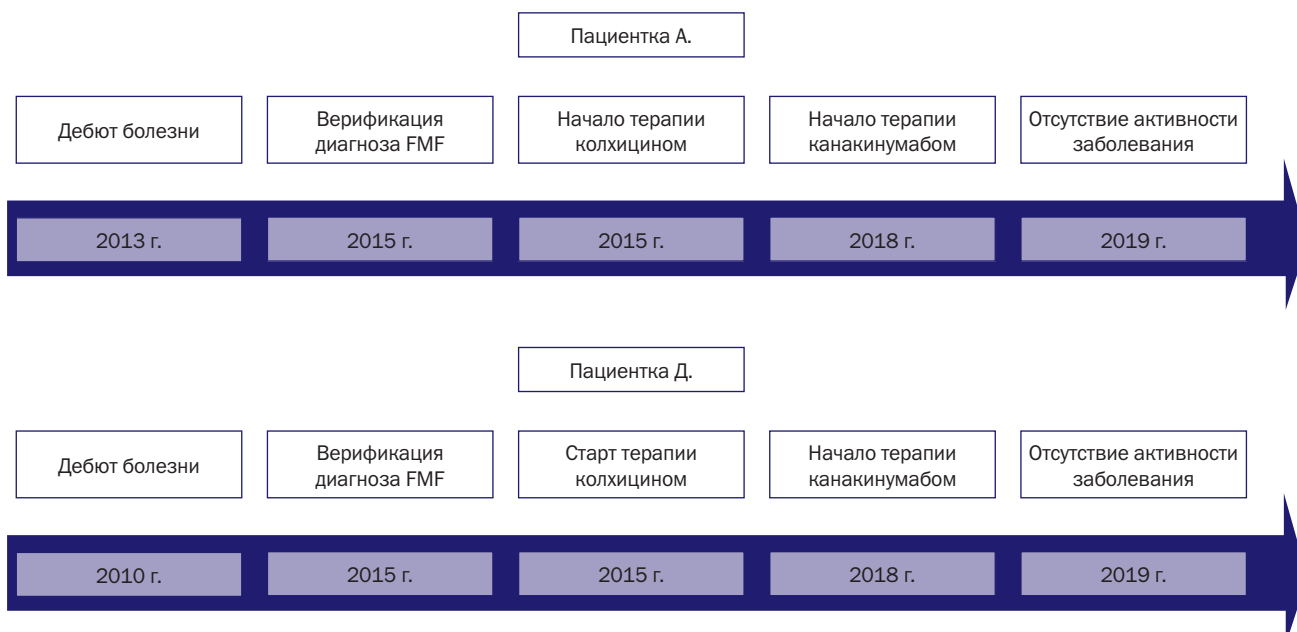 Пациентка А.
Дебют болезни
Верификация
диагноза FMF
Начало терапии
колхицином
Начало терапии
канакинумабом
Отсутствие активности
заболевания
2013 г.
2015 г.
2015 г.
2018 г.
2019 г.
Пациентка Д.
Дебют болезни
Верификация
диагноза FMF
Старт терапии
колхицином
Начало терапии
канакинумабом
Отсутствие активности
заболевания
2010 г.
2015 г.
2015 г.
2018 г.
2019 г.